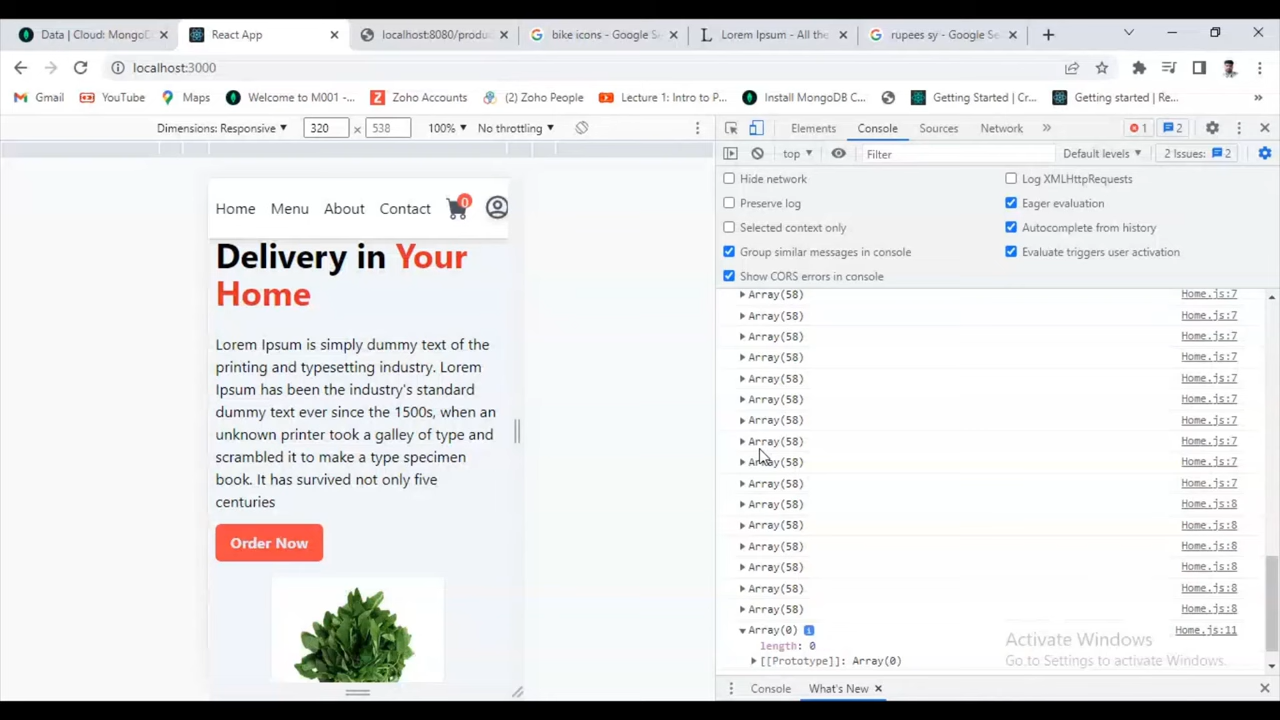 Data | Cloud: MongoD
React App
localhost:8080/produ
bike icons - Google Se
Lorem Ipsum - All the
rupees sy - Google Se
localhost:3000
Gmail
YouTube
Maps
Welcome to M001 -...
Zoho Accounts
(2) Zoho People
Lecture 1: Intro to P...
Install MongoDB C...
Getting Started | Cr...
Getting started | Re...
»
Dimensions: Responsive
320 x 538
100%
No throttling
Elements
Console
Sources
Network
»
1
2
top
Filter
Default levels
2 Issues: 2
Hide network
Log XMLHttpRequests
Preserve log
Eager evaluation
Selected context only
Autocomplete from history
Group similar messages in console
Evaluate triggers user activation
Show CORS errors in console
Home Menu About Contact 0
Delivery in Your
Home
Lorem Ipsum is simply dummy text of the
printing and typesetting industry. Lorem
Ipsum has been the industry's standard
dummy text ever since the 1500s, when an
unknown printer took a galley of type and
scrambled it to make a type specimen
book. It has survived not only five
centuries
Order Now
Array(58) Home.js:7
Array(58) Home.js:7
Array(58) Home.js:7
Array(58) Home.js:7
Array(58) Home.js:7
Array(58) Home.js:7
Array(58) Home.js:7
Array(58) Home.js:7
Array(58) Home.js:7
Array(58) Home.js:7
Array(58) Home.js:8
Array(58) Home.js:8
Array(58) Home.js:8
Array(58) Home.js:8
Array(58) Home.js:8
Array(58) Home.js:8
Array(0) i Home.js:11
length: 0
[[Prototype]]: Array(0)
Activate Windows
Go to Settings to activate Windows.
Console
What's New